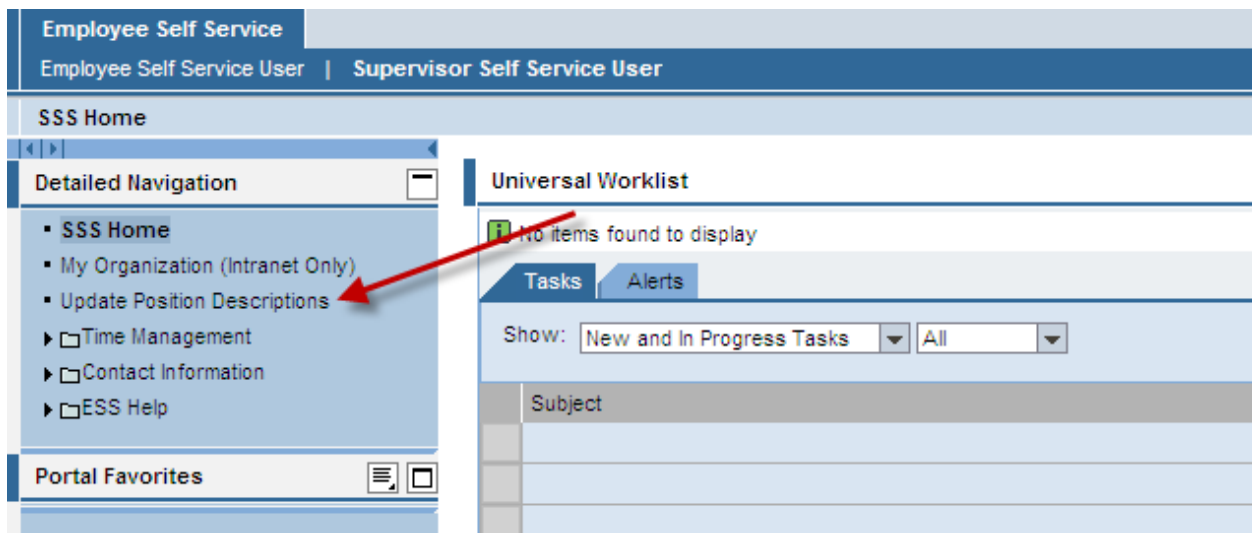 Employee Self Service
Employee Self Service User | Supervisor Self Service User
SSS Home
Detailed Navigation
SSS Home
My Organization (Intranet Only)
Update Position Descriptions
Time Management
Contact Information
ESS Help
Portal Favorites
Universal Worklist
No items found to display
Tasks Alerts
Show: New and In Progress Tasks All
Subject